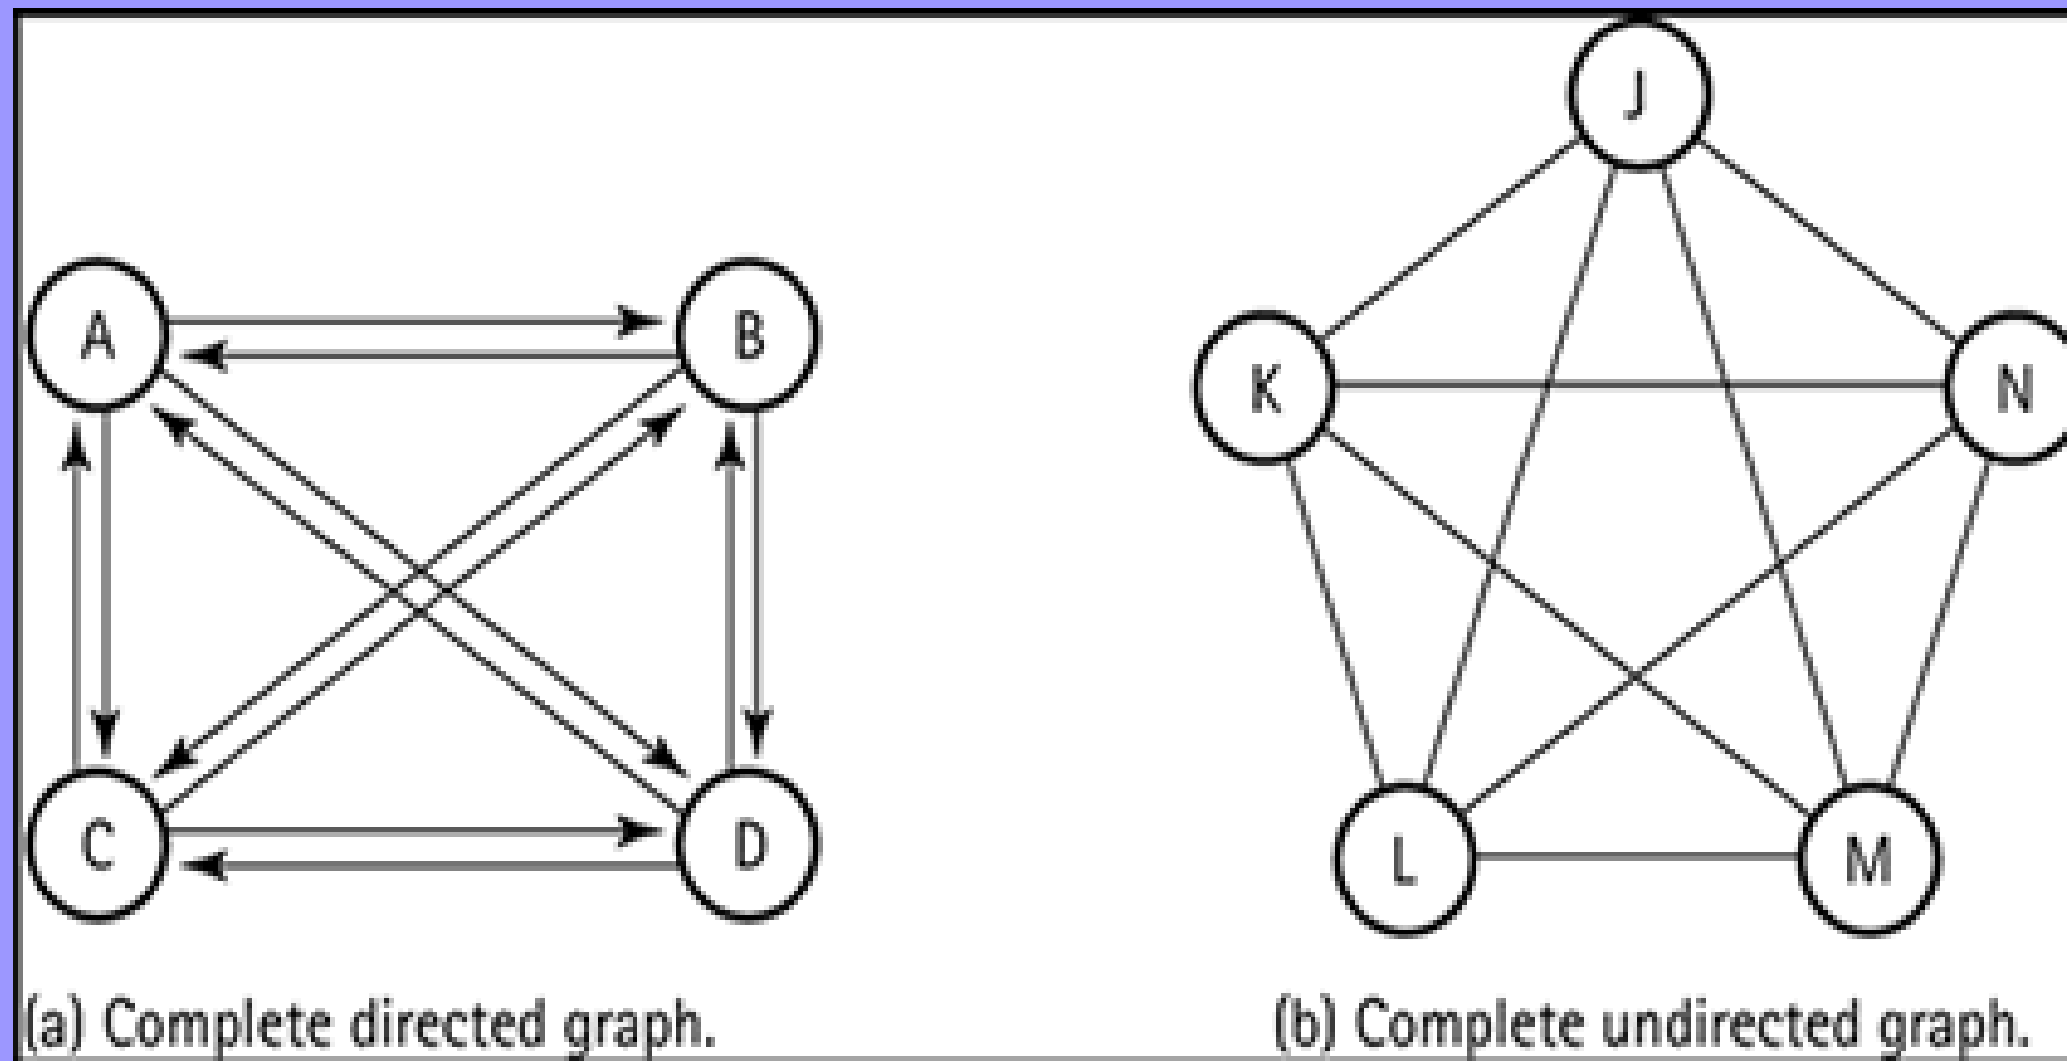 J
A
B
K
N
C
D
L
M
(a) Complete directed graph.
(b) Complete undirected graph.